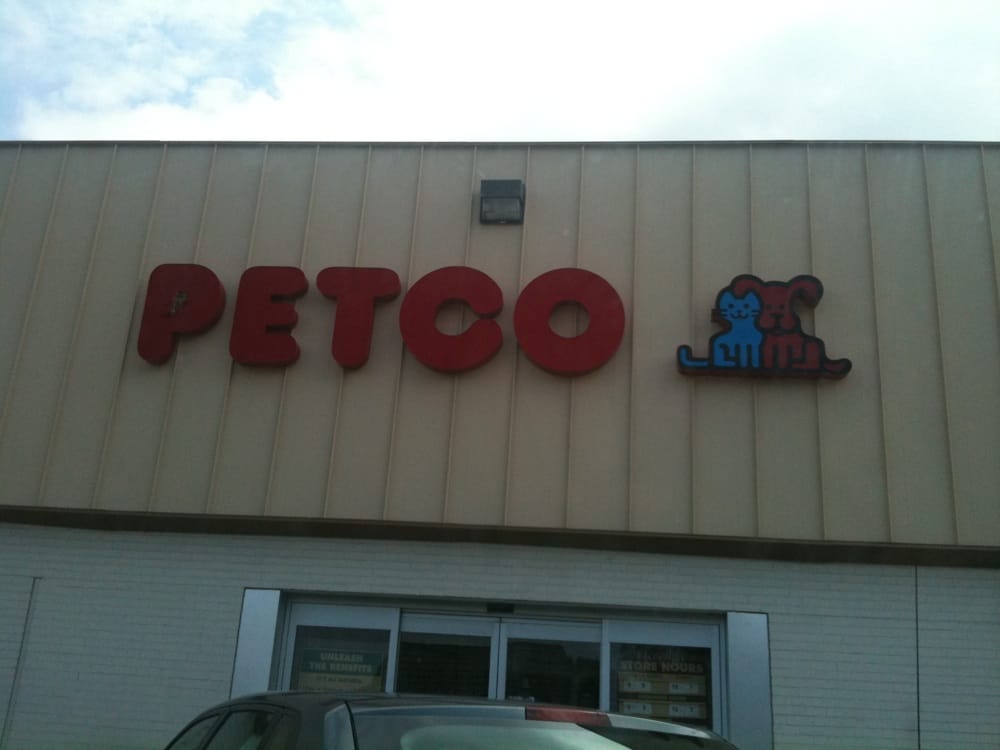 PETCO
UNLEASH
THE BENEFITS
STORE HOURS